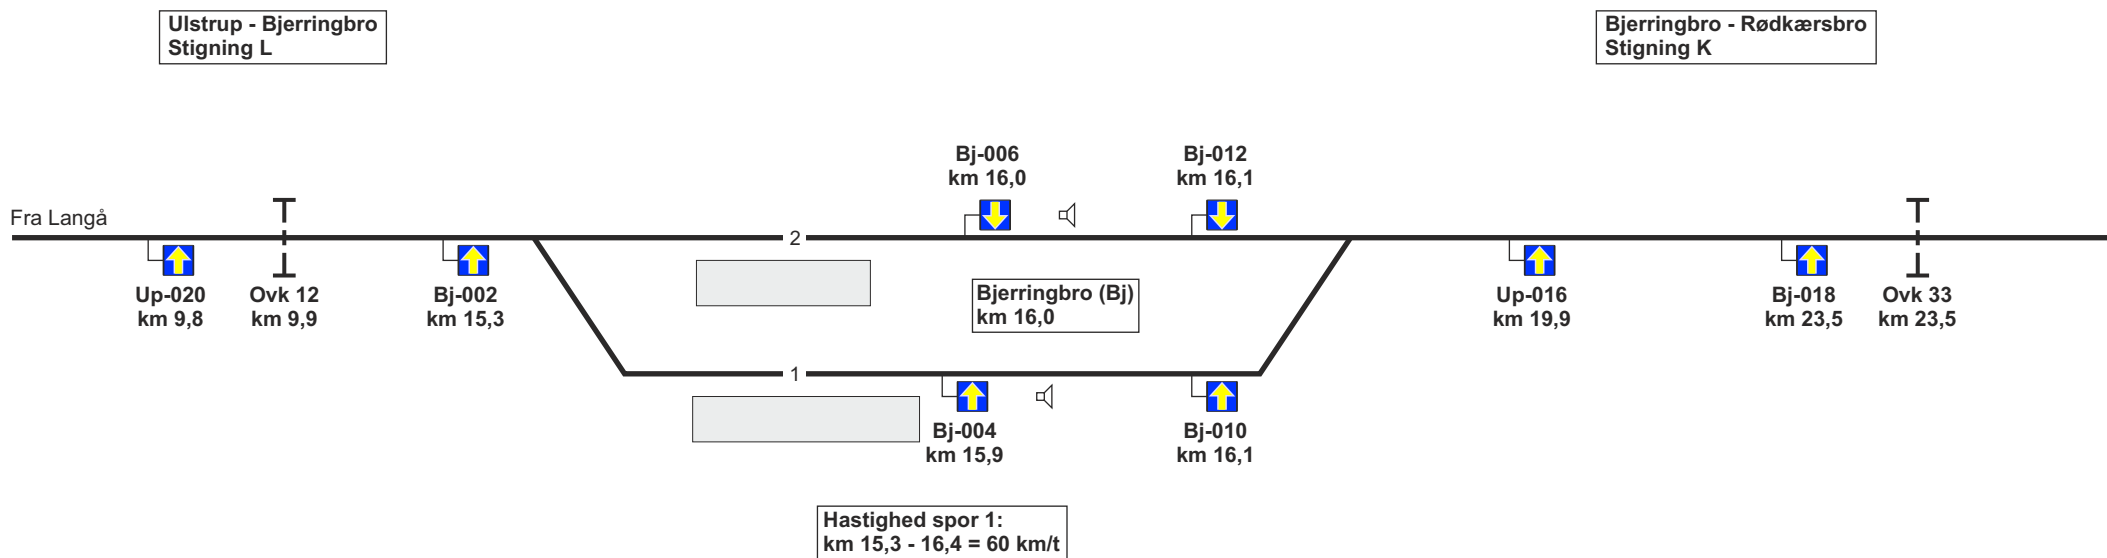 Ulstrup - Bjerringbro
Stigning L
Bjerringbro - Rødkærsbro
Stigning K
Bj-006
km 16,0
Bj-012
km 16,1
Fra Langå
2
Up-020
km 9,8
Ovk 12
km 9,9
Bj-002
km 15,3
Bjerringbro (Bj)
km 16,0
Up-016
km 19,9
Bj-018
km 23,5
Ovk 33
km 23,5
1
Bj-004
km 15,9
Bj-010
km 16,1
Hastighed spor 1:
km 15,3 - 16,4 = 60 km/t